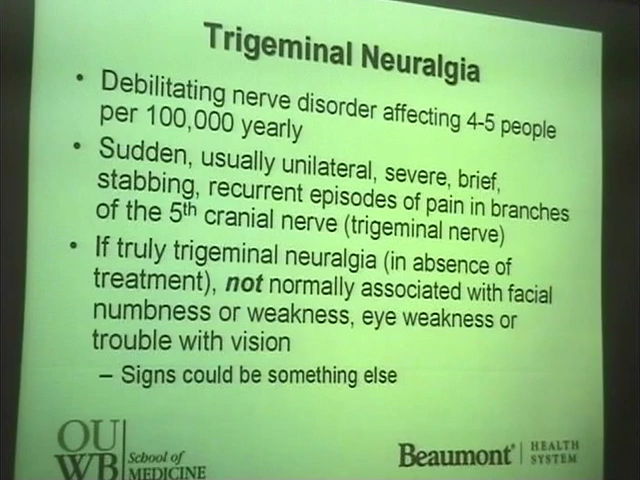 Trigeminal Neuralgia
• Debilitating nerve disorder affecting 4-5 people
per 100,000 yearly
• Sudden, usually unilateral, severe, brief,
stabbing, recurrent episodes of pain in branches
of the 5th cranial nerve (trigeminal nerve)
• If truly trigeminal neuralgia (in absence of
treatment), not normally associated with facial
numbness or weakness, eye weakness or
trouble with vision
– Signs could be something else
OU
WB
School of
MEDICINE
Beaumont
HEALTH
SYSTEM